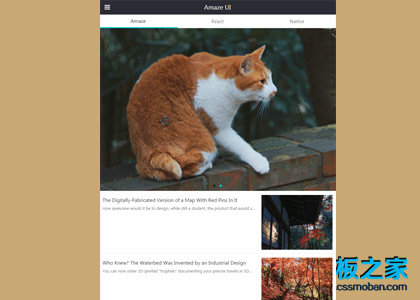 Amaze UI
Amaze React Native
The Digitally-Fabricated Version of a Map With Red Pins In It
How awesome would it be to design, while still a student, the product that would s...
Who Knew? The Waterbed Was Invented by an Industrial Design
You can now order 3D-printed "trophies" documenting your precise travels in 3D...
板之家
cssmoban.com